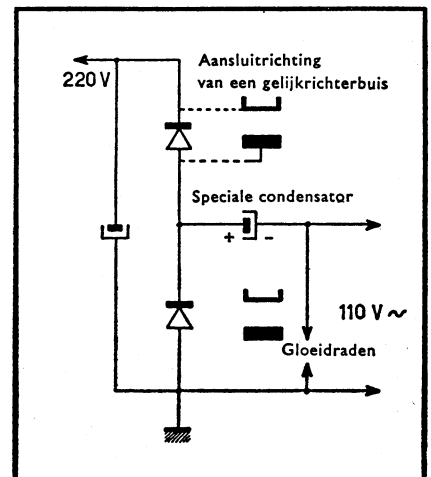 Aansluitrichting
220 V
van een gelijkrichterbuis
Speciale condensator
+ -
110 V ~
Gloeidraden